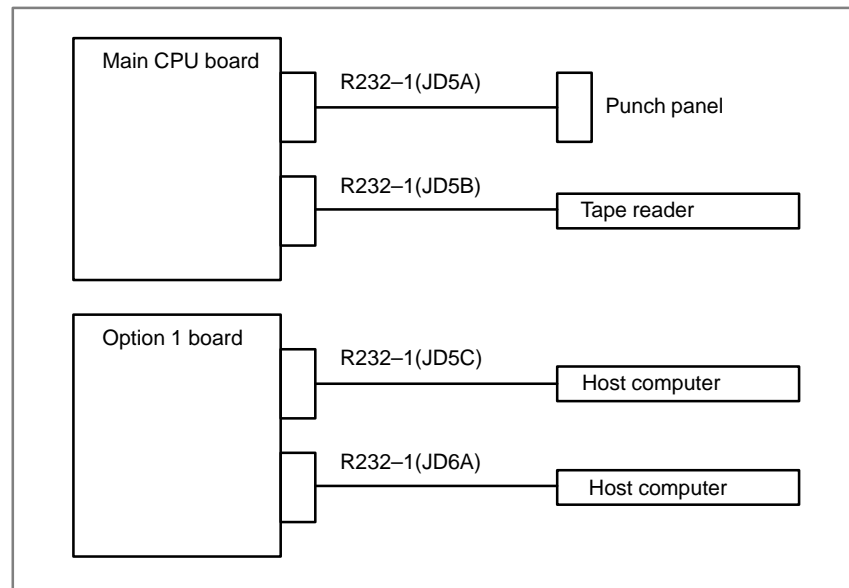 Main CPU board
R232–1(JD5A)
Punch panel
R232–1(JD5B)
Tape reader
Option 1 board
R232–1(JD5C)
Host computer
R232–1(JD6A)
Host computer